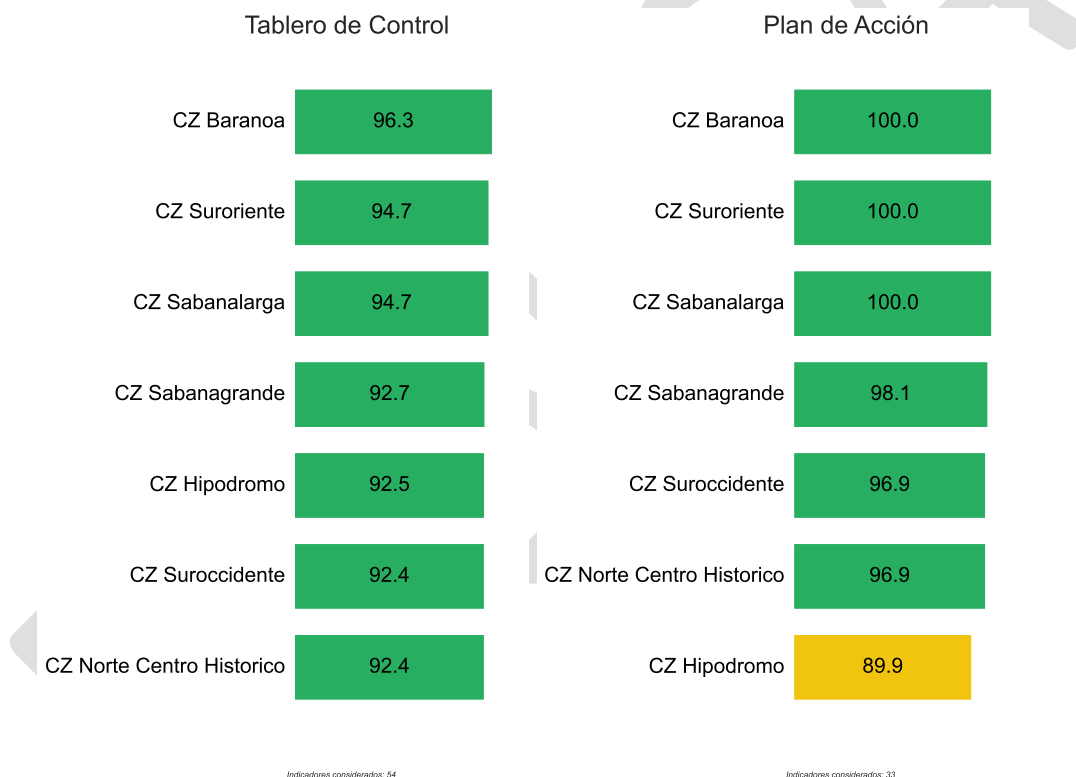 Tablero de Control
CZ Baranoa 96.3
CZ Suroriente 94.7
CZ Sabanalarga 94.7
CZ Sabanagrande 92.7
CZ Hipodromo 92.5
CZ Suroccidente 92.4
CZ Norte Centro Historico 92.4
Indicadores considerados: 54
Plan de Acción
CZ Baranoa 100.0
CZ Suroriente 100.0
CZ Sabanalarga 100.0
CZ Sabanagrande 98.1
CZ Suroccidente 96.9
CZ Norte Centro Historico 96.9
CZ Hipodromo 89.9
Indicadores considerados: 33